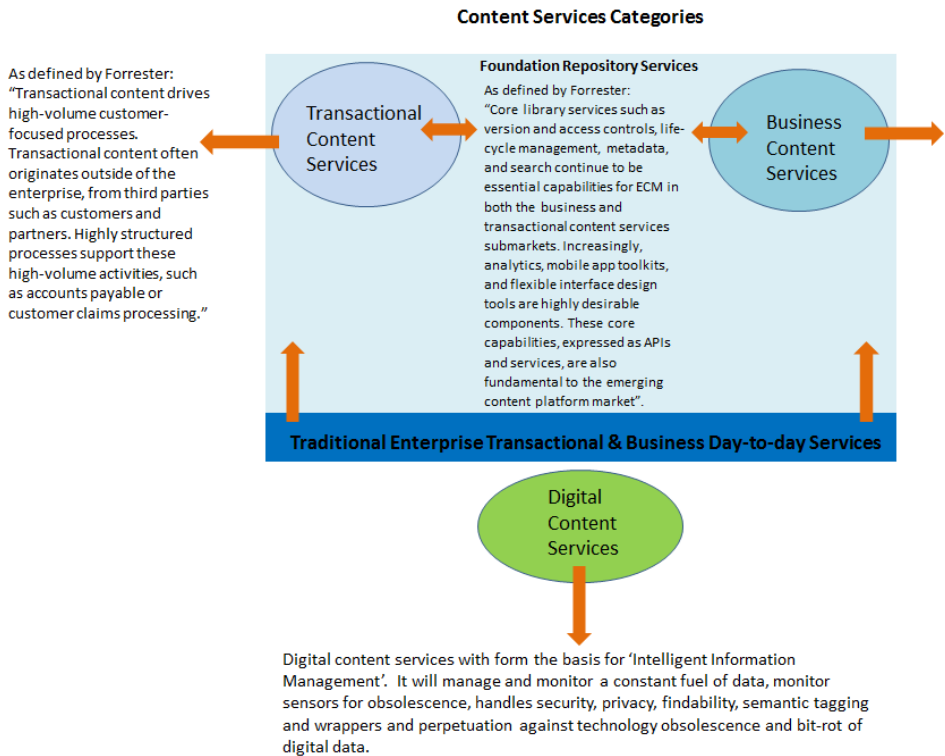 Content Services Categories
As defined by Forrester:
“Transactional content drives
high-volume customer-
focused processes.
Transactional content often
originates outside of the
enterprise, from third parties
such as customers and
partners. Highly structured
processes support these
high-volume activities, such
as accounts payable or
customer claims processing.”
Transactional
Content
Services
Foundation Repository Services
As defined by Forrester:
“Core library services such as
version and access controls, life-
cycle management, metadata,
and search continue to be
essential capabilities for ECM in
both the business and
transactional content services
submarkets. Increasingly,
analytics, mobile app toolkits,
and flexible interface design
tools are highly desirable
components. These core
capabilities, expressed as APIs
and services, are also
fundamental to the emerging
content platform market”.
Business
Content
Services
Traditional Enterprise Transactional & Business Day-to-day Services
Digital
Content
Services
Digital content services with form the basis for ‘Intelligent Information
Management’. It will manage and monitor a constant fuel of data, monitor
sensors for obsolescence, handles security, privacy, findability, semantic tagging
and wrappers and perpetuation against technology obsolescence and bit-rot of
digital data.